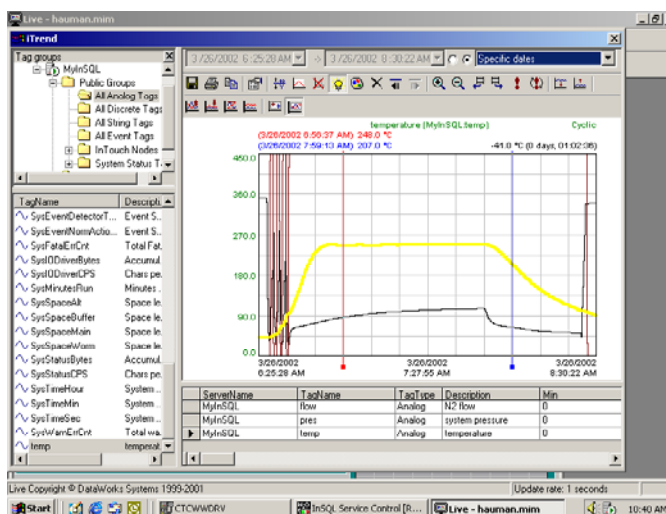 Live - hauman.mim
iTrend
Tag groups
MyInSQL
Public Groups
All Analog Tags
All Discrete Tags
All String Tags
All Event Tags
InTouch Nodes
System Status T
3/26/2002 6:25:28 AM -> 3/26/2002 8:30:22 AM Specific dates
temperature (MyInSQL.temp) Cyclic
(3/26/2002 6:56:37 AM) 248.0 °C
(3/26/2002 7:59:13 AM) 207.0 °C -41.0 °C (0 days, 01:02:36)
450.0
360.0
270.0
180.0
90.0
0.0
3/26/2002 3/26/2002 3/26/2002
6:25:28 AM 7:27:55 AM 8:30:22 AM
TagName Descripti..
SysEventDetectorT... Event S...
SysEventNormActio... Event S...
SysFatalErrCnt Total Fat..
SysIODriverBytes Accumul.
SysIODriverCPS Chars pe.
SysMinutesRun Minutes ..
SysSpaceAlt Space le.
SysSpaceBuffer Space le.
SysSpaceMain Space le.
SysSpaceWorm Space le.
SysStatusBytes Accumul.
SysStatusCPS Chars pe.
SysTimeHour System ..
SysTimeMin System ..
SysTimeSec System ..
SysWarnErrCnt Total wa..
temp temperat..
ServerName TagName TagType Description Min
MyInSQL flow Analog N2 flow 0
MyInSQL pres Analog system pressure 0
MyInSQL temp Analog temperature 0
Live Copyright © DataWorks Systems 1999-2001 Update rate: 1 seconds
Start CTCWWDRV InSQL Service Control [R... Live - hauman.mim 10:40 AM